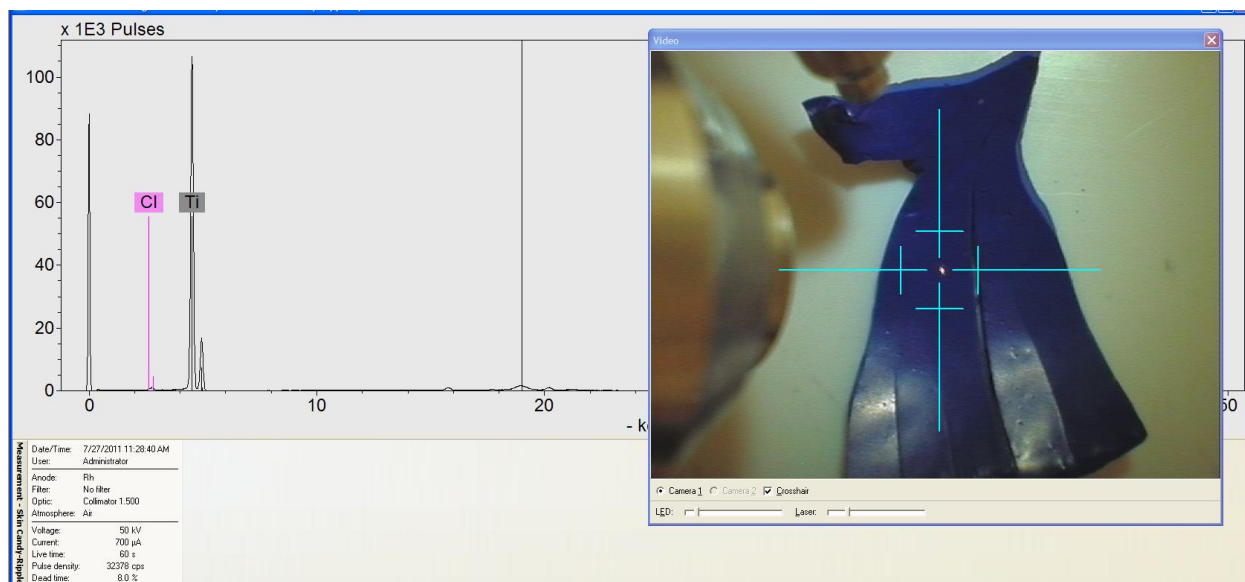 x 1E3 Pulses
Video
100
80
60
40
20
0
Cl
Ti
0
10
20
50
Camera 1
Camera 2
Crosshair
LED:
Laser:
Measurement - Skin Candy-Ripple
Date/Time: 7/27/2011 11:28:40 AM
User: Administrator
Anode: Rh
Filter: No filter
Optic: Collimator 1.500
Atmosphere: Air
Voltage: 50 kV
Current: 700 µA
Live time: 60 s
Pulse density: 32378 cps
Dead time: 8.0 %